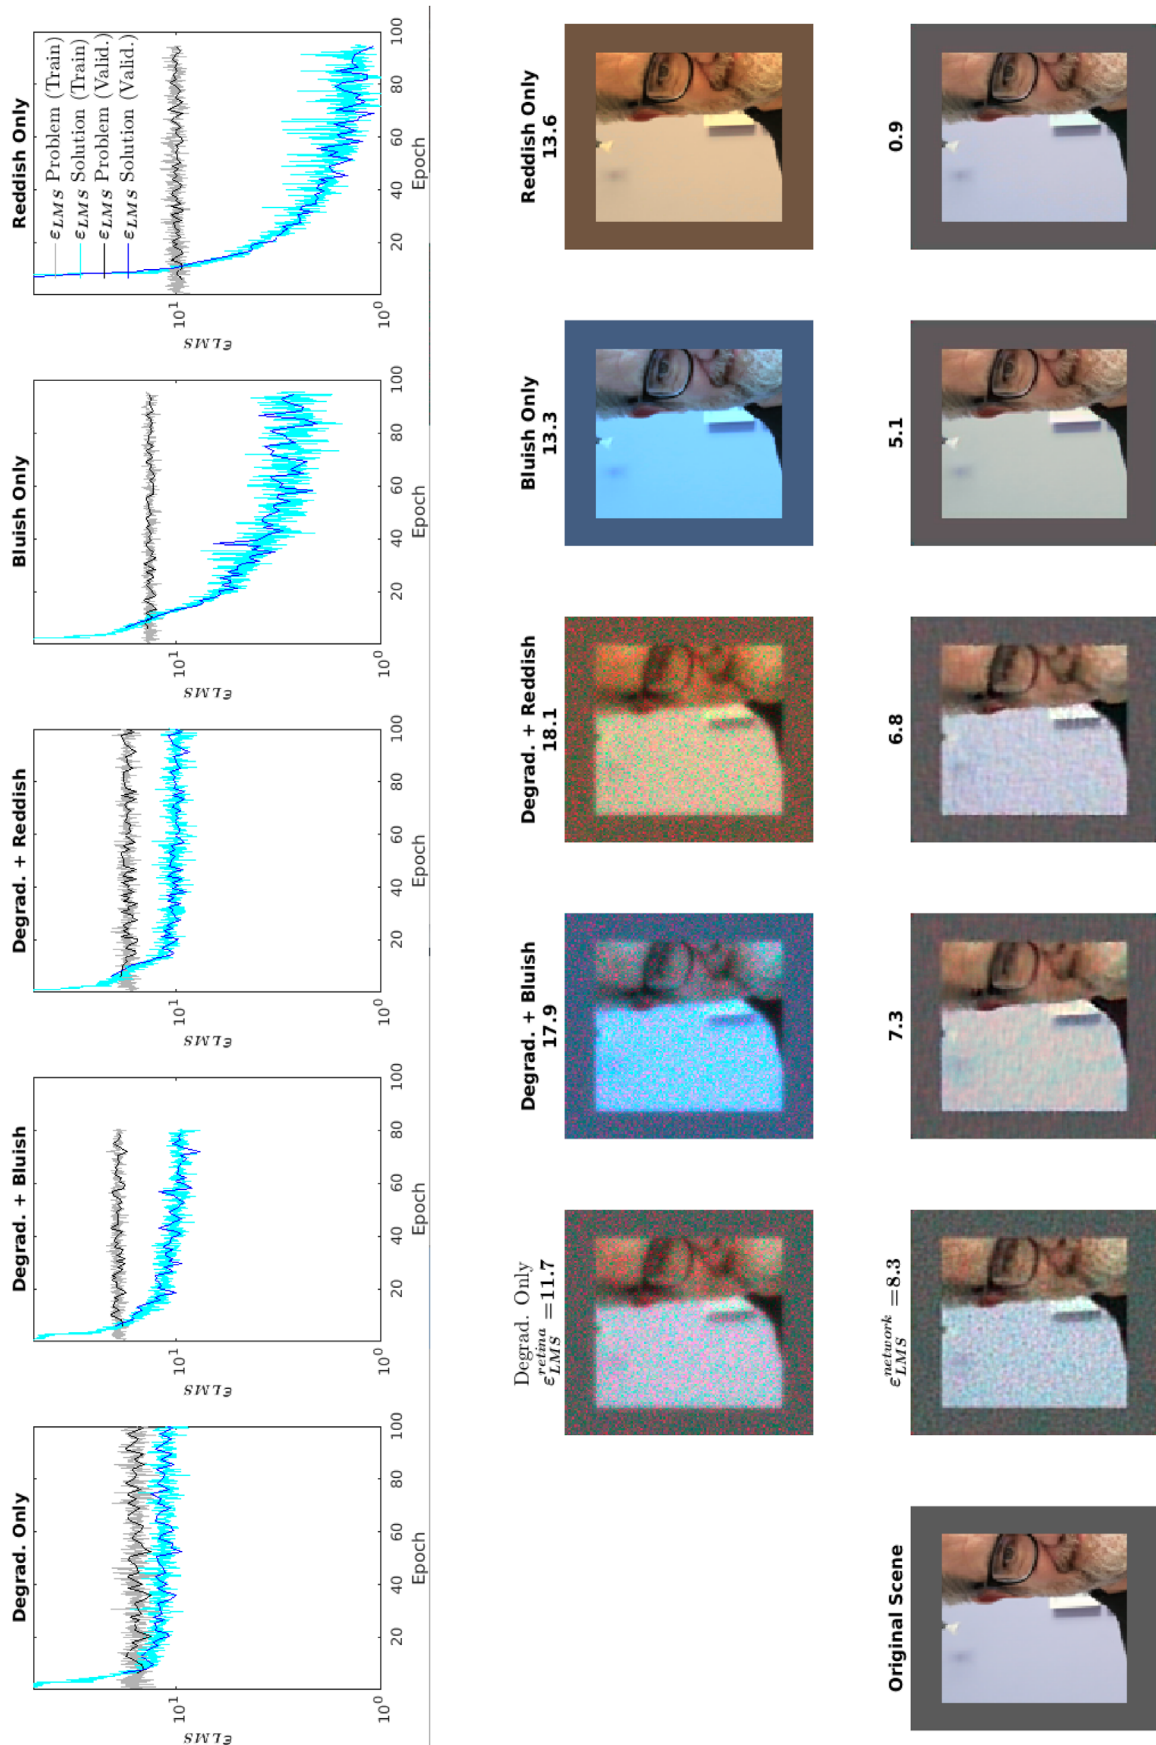 Degrad. Only
Degrad. + Bluish
Degrad. + Reddish
Bluish Only
Reddish Only
ε_LMS Problem (Train)
ε_LMS Solution (Train)
ε_LMS Problem (Valid.)
ε_LMS Solution (Valid.)
ε_LMS
10^1
10^0
20 40 60 80 100
Epoch
ε_LMS
10^1
10^0
20 40 60 80 100
Epoch
ε_LMS
10^1
10^0
20 40 60 80 100
Epoch
ε_LMS
10^1
10^0
20 40 60 80 100
Epoch
ε_LMS
10^1
10^0
20 40 60 80 100
Epoch
Degrad. Only
ε_LMS^retina =11.7
Degrad. + Bluish
17.9
Degrad. + Reddish
18.1
Bluish Only
13.3
Reddish Only
13.6
Original Scene
ε_LMS^network =8.3
7.3
6.8
5.1
0.9